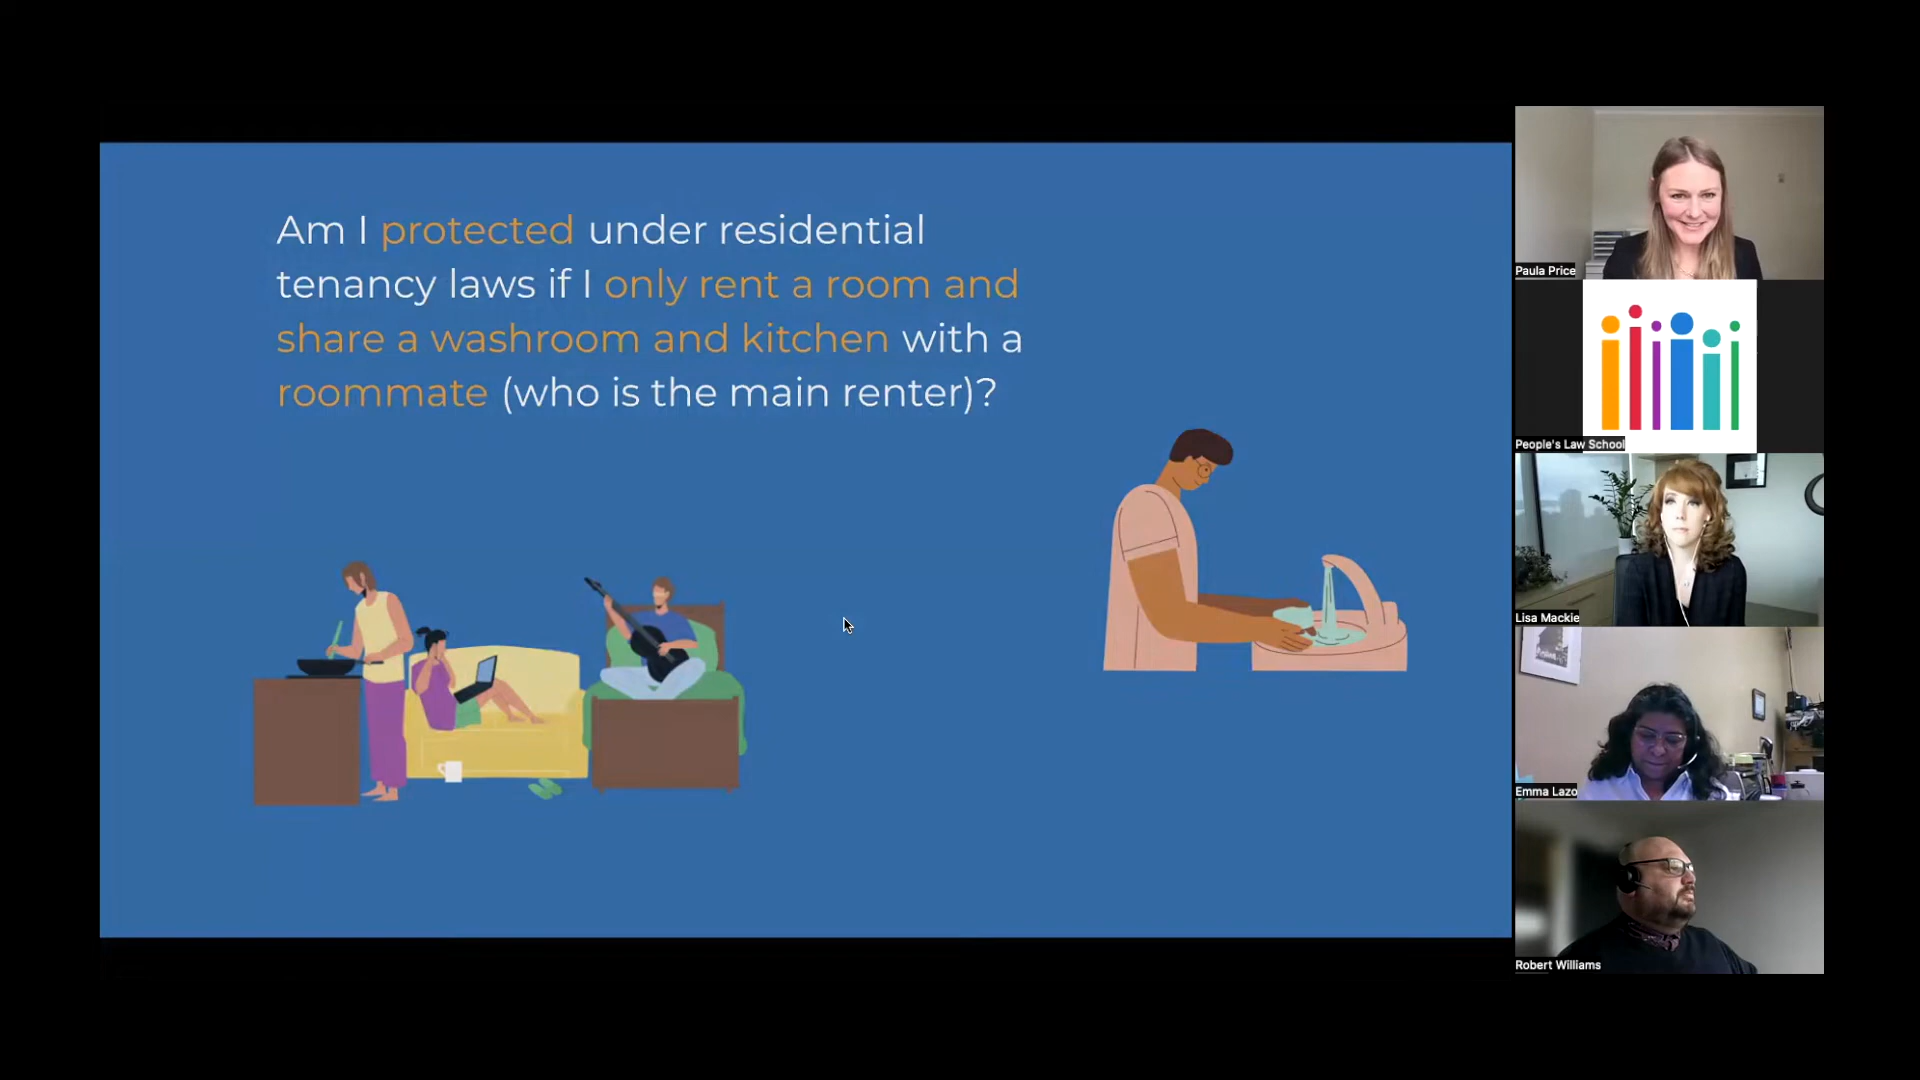 Am I protected under residential
tenancy laws if I only rent a room and
share a washroom and kitchen with a
roommate (who is the main renter)?
Paula Price
People's Law School
Lisa Mackie
Emma Lazo
Robert Williams